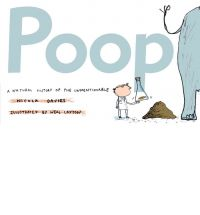 Poop
A NATURAL HISTORY OF THE UNMENTIONABLE
NICOLA DAVIES
ILLUSTRATED BY NEAL LAYTON